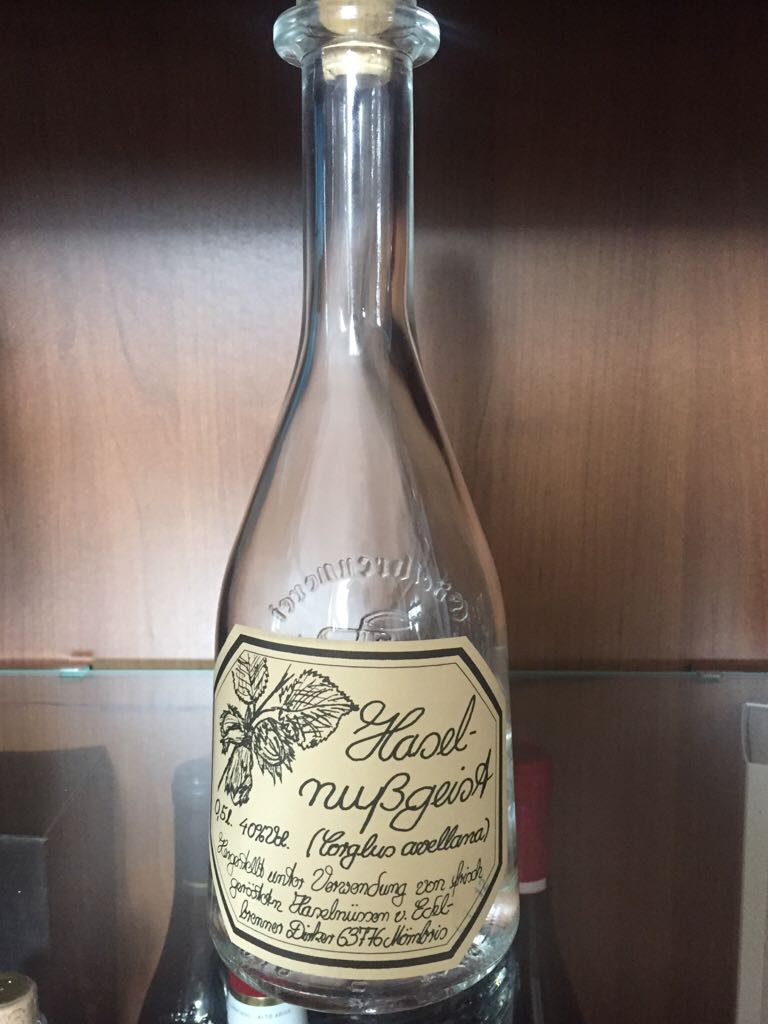 Hasel-
nußgeist
0,5l. 40%Vol. (Corylus avellana)
Hergestellt unter Verwendung von frisch
gerösteten Haselnüssen v. Edel-
brenner Dirker 63776 Mömbris